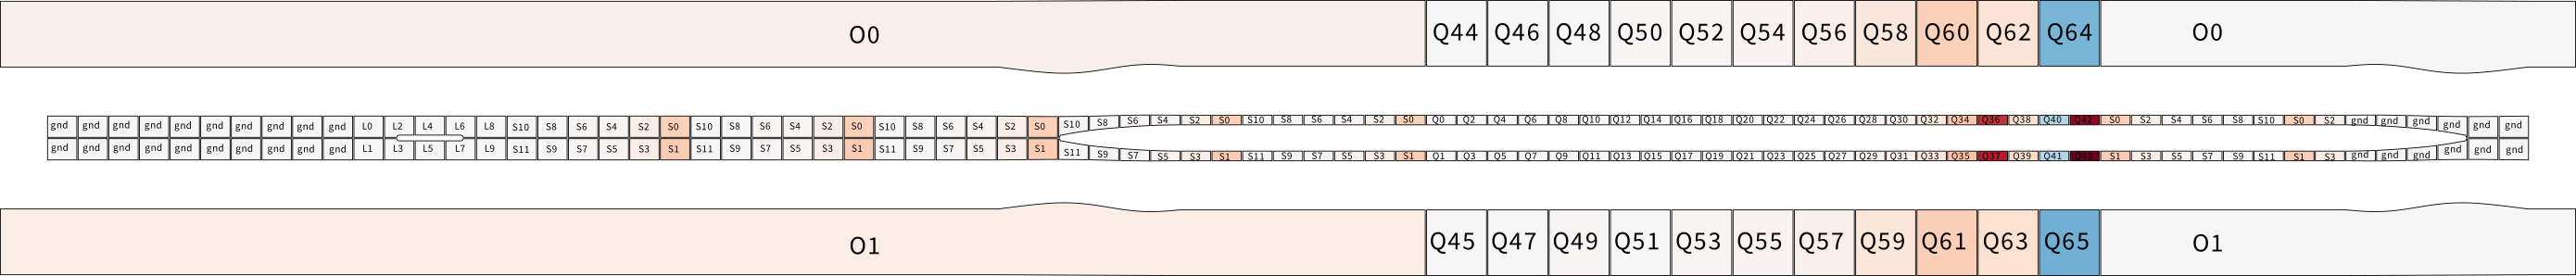 O0 Q44 Q46 Q48 Q50 Q52 Q54 Q56 Q58 Q60 Q62 Q64 O0
gnd gnd gnd gnd gnd gnd gnd gnd gnd gnd L0 L2 L4 L6 L8 S10 S8 S6 S4 S2 S0 S10 S8 S6 S4 S2 S0 S10 S8 S6 S4 S2 S0 S10 S8 S6 S4 S2 S0 S10 S8 S6 S4 S2 S0 Q0 Q2 Q4 Q6 Q8 Q10 Q12 Q14 Q16 Q18 Q20 Q22 Q24 Q26 Q28 Q30 Q32 Q34 Q36 Q38 Q40 Q42 S0 S2 S4 S6 S8 S10 S0 S2 gnd gnd gnd gnd gnd gnd
gnd gnd gnd gnd gnd gnd gnd gnd gnd gnd L1 L3 L5 L7 L9 S11 S9 S7 S5 S3 S1 S11 S9 S7 S5 S3 S1 S11 S9 S7 S5 S3 S1 S11 S9 S7 S5 S3 S1 S11 S9 S7 S5 S3 S1 Q1 Q3 Q5 Q7 Q9 Q11 Q13 Q15 Q17 Q19 Q21 Q23 Q25 Q27 Q29 Q31 Q33 Q35 Q37 Q39 Q41 Q43 S1 S3 S5 S7 S9 S11 S1 S3 gnd gnd gnd gnd gnd gnd
O1 Q45 Q47 Q49 Q51 Q53 Q55 Q57 Q59 Q61 Q63 Q65 O1